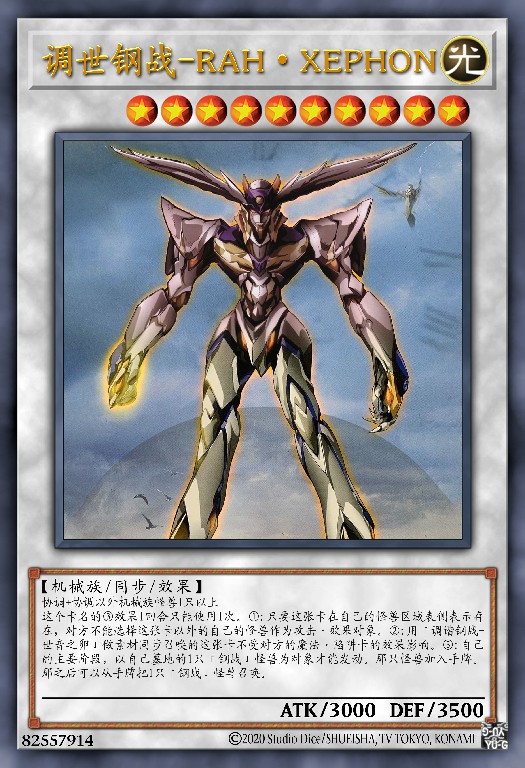 调世钢战-RAH·XEPHON 光
【机械族/同步/效果】
协调+协调以外机械族怪兽1只以上
这个卡名的③效果1回合只能使用1次。①:只要这张卡在自己的怪兽区域表侧表示存
在,对方不能选择这张卡以外的自己的怪兽作为攻击·效果对象。②:用「调谐钢战-
世音之卵」做素材同步召唤的这张卡不受对方的魔法·陷阱卡的效果影响。③:自己
的主要阶段,以自己墓地的1只「钢战」怪兽为对象才能发动。那只怪兽加入手牌。
那之后可以从手牌把1只「钢战」怪兽召唤。
ATK/3000 DEF/3500
82557914 ©2020 Studio Dice/SHUEISHA, TV TOKYO, KONAMI